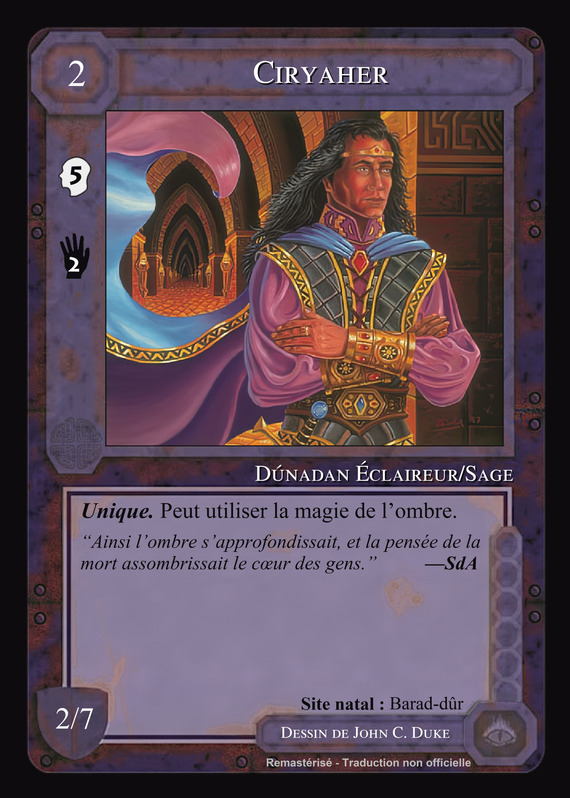 2
CIRYAHER
5
2
DÚNADAN ÉCLAIREUR/SAGE
Unique. Peut utiliser la magie de l’ombre.
“Ainsi l’ombre s’approfondissait, et la pensée de la
mort assombrissait le cœur des gens.” —SdA
Site natal : Barad-dûr
2/7
DESSIN DE JOHN C. DUKE
Remastérisé - Traduction non officielle